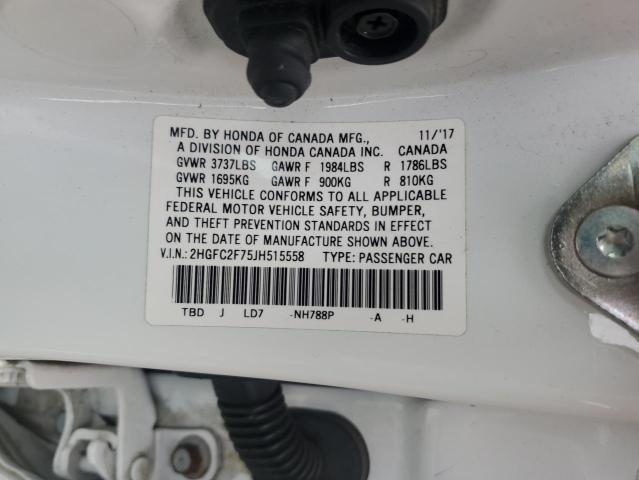 MFD. BY HONDA OF CANADA MFG., 11/'17
A DIVISION OF HONDA CANADA INC. CANADA
GVWR 3737LBS GAWR F 1984LBS R 1786LBS
GVWR 1695KG GAWR F 900KG R 810KG
THIS VEHICLE CONFORMS TO ALL APPLICABLE
FEDERAL MOTOR VEHICLE SAFETY, BUMPER,
AND THEFT PREVENTION STANDARDS IN EFFECT
ON THE DATE OF MANUFACTURE SHOWN ABOVE.
V.I.N.: 2HGFC2F75JH515558 TYPE: PASSENGER CAR
TBD J LD7 -NH788P -A -H